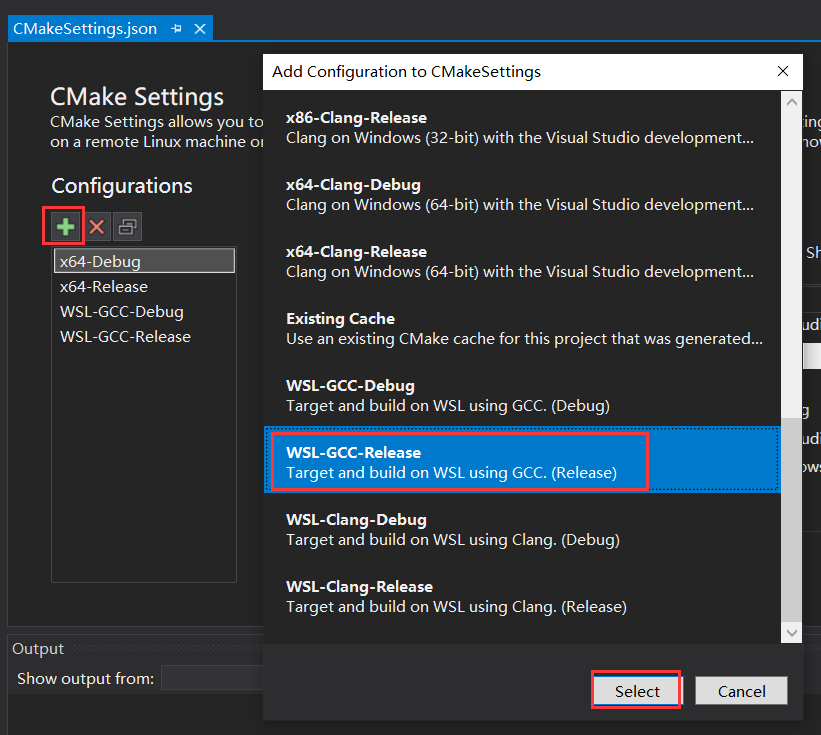 CMakeSettings.json
Add Configuration to CMakeSettings
CMake Settings
CMake Settings allows you to
on a remote Linux machine or
Configurations
x64-Debug
x64-Release
WSL-GCC-Debug
WSL-GCC-Release
x86-Clang-Release
Clang on Windows (32-bit) with the Visual Studio development...
x64-Clang-Debug
Clang on Windows (64-bit) with the Visual Studio development...
x64-Clang-Release
Clang on Windows (64-bit) with the Visual Studio development...
Existing Cache
Use an existing CMake cache for this project that was generated...
WSL-GCC-Debug
Target and build on WSL using GCC. (Debug)
WSL-GCC-Release
Target and build on WSL using GCC. (Release)
WSL-Clang-Debug
Target and build on WSL using Clang. (Debug)
WSL-Clang-Release
Target and build on WSL using Clang. (Release)
Select
Cancel
Output
Show output from: